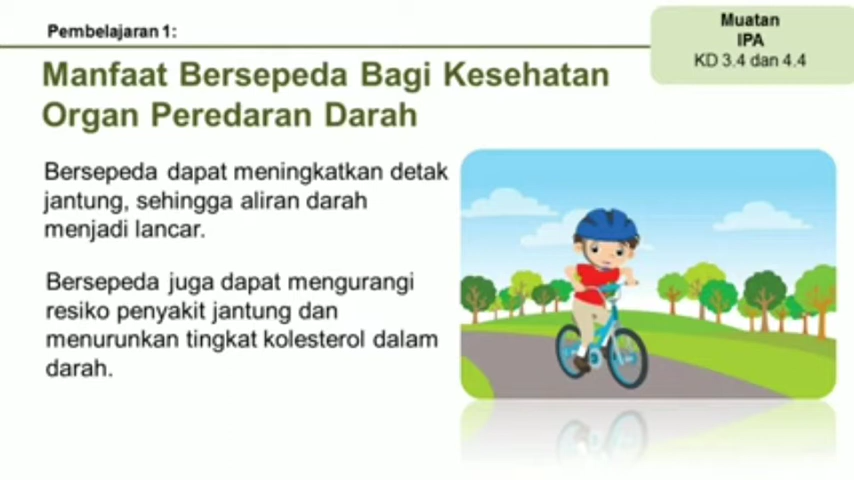 Pembelajaran 1:
Muatan
IPA
KD 3.4 dan 4.4
Manfaat Bersepeda Bagi Kesehatan
Organ Peredaran Darah
Bersepeda dapat meningkatkan detak
jantung, sehingga aliran darah
menjadi lancar.
Bersepeda juga dapat mengurangi
resiko penyakit jantung dan
menurunkan tingkat kolesterol dalam
darah.